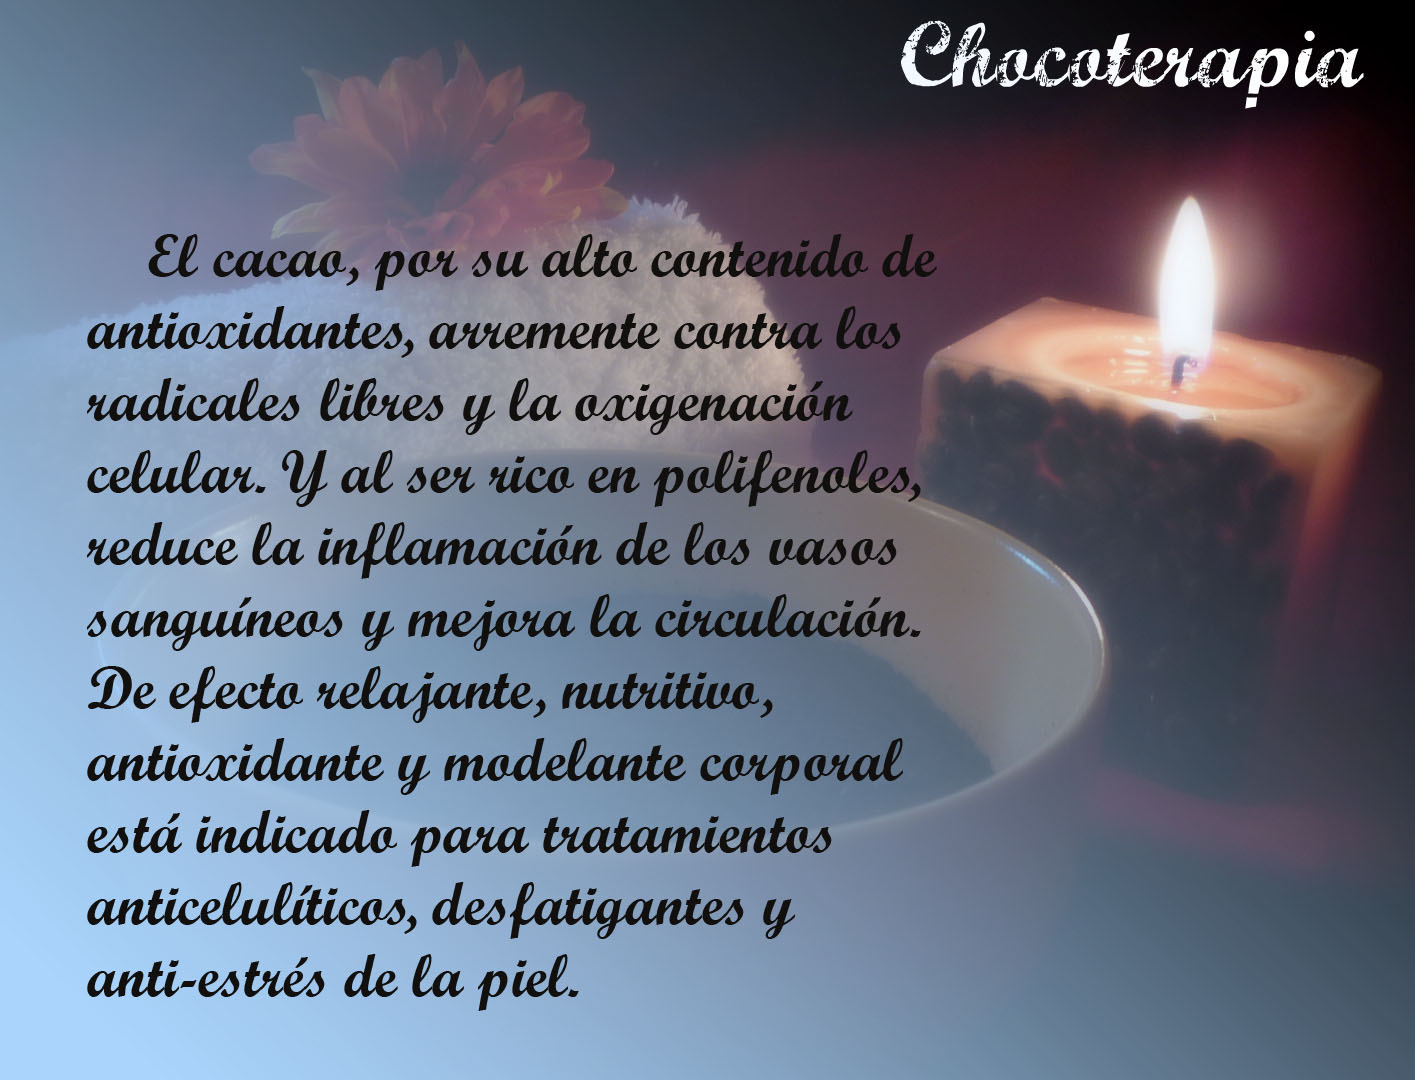 Chocoterapia
El cacao, por su alto contenido de
antioxidantes, arremente contra los
radicales libres y la oxigenación
celular. Y al ser rico en polifenoles,
reduce la inflamación de los vasos
sanguíneos y mejora la circulación.
De efecto relajante, nutritivo,
antioxidante y modelante corporal
está indicado para tratamientos
anticelulíticos, desfatigantes y
anti-estrés de la piel.